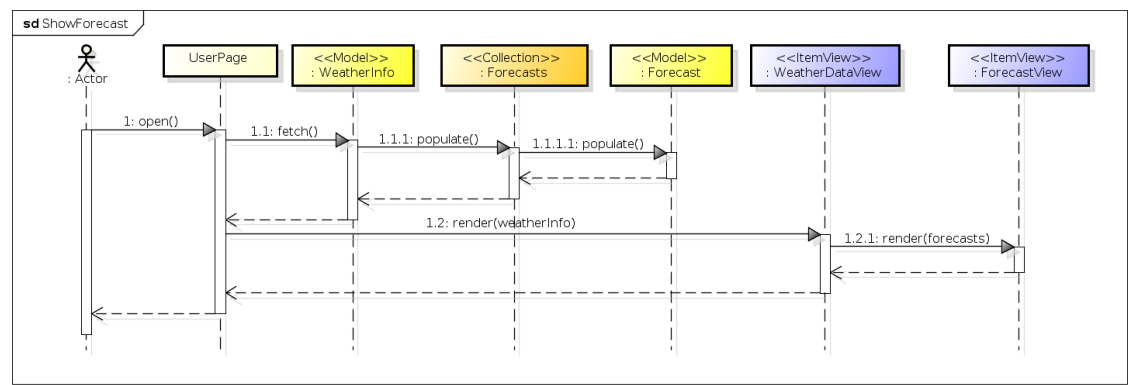 sd ShowForecast
: Actor
UserPage
<<Model>>
: WeatherInfo
<<Collection>>
: Forecasts
<<Model>>
: Forecast
<<ItemView>>
: WeatherDataView
<<ItemView>>
: ForecastView
1: open()
1.1: fetch()
1.1.1: populate()
1.1.1.1: populate()
1.2: render(weatherInfo)
1.2.1: render(forecasts)